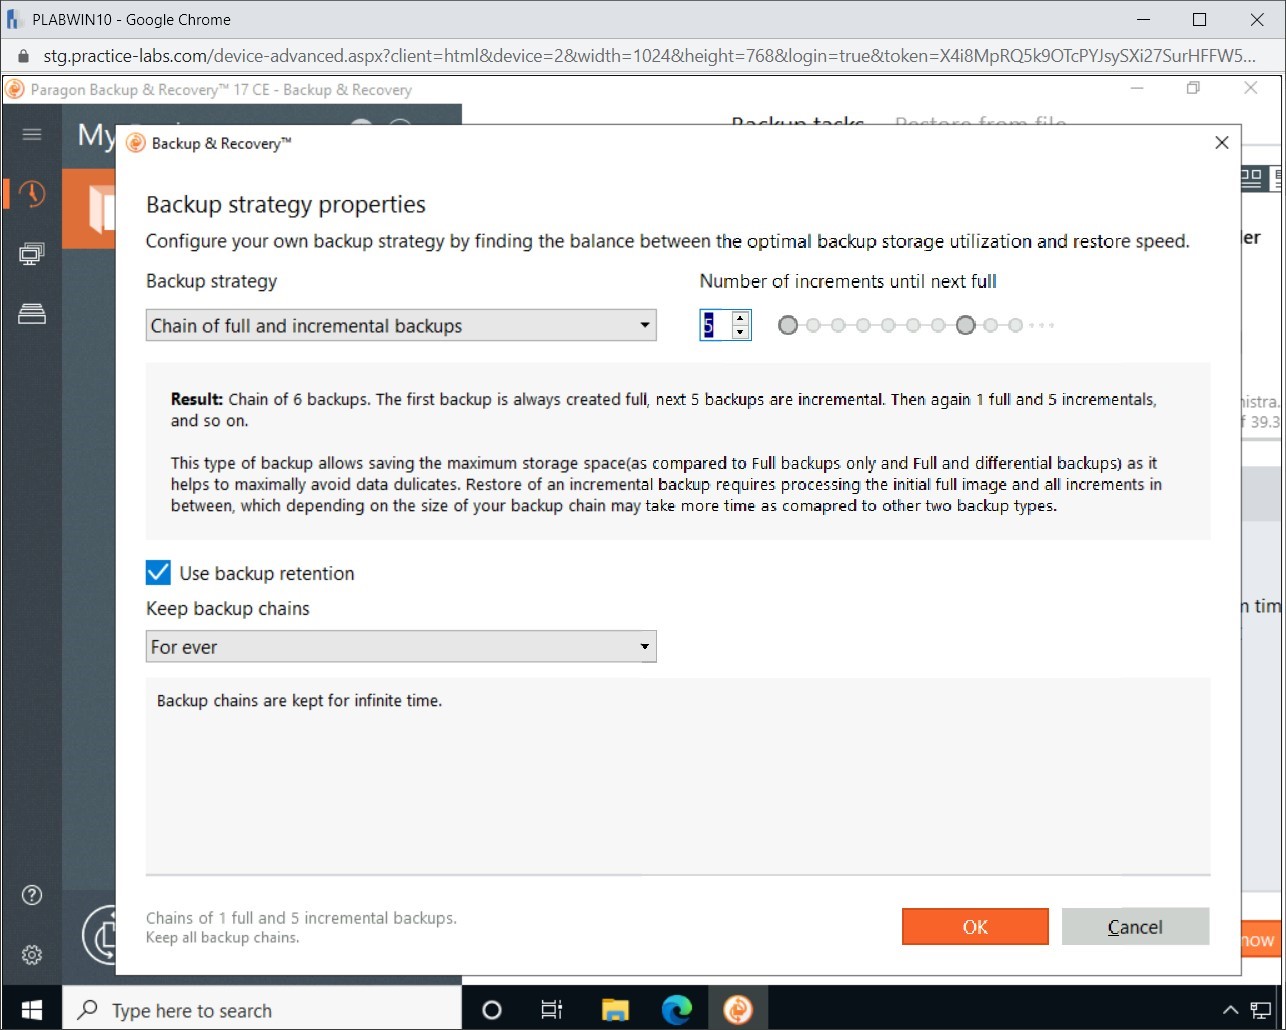 PLABWIN10 - Google Chrome
stg.practice-labs.com/device-advanced.aspx?client=html&device=2&width=1024&height=768&login=true&token=X4i8MpRQ5k9OTcPYJsySXi27SurHFFW5...
Paragon Backup & Recovery™ 17 CE - Backup & Recovery
My
Backup tasks Restore from file
Backup & Recovery™
Backup strategy properties
Configure your own backup strategy by finding the balance between the optimal backup storage utilization and restore speed.
ler
Backup strategy
Number of increments until next full
Chain of full and incremental backups
5
Result: Chain of 6 backups. The first backup is always created full, next 5 backups are incremental. Then again 1 full and 5 incrementals,
and so on.
nistra.
f 39.3
This type of backup allows saving the maximum storage space(as compared to Full backups only and Full and differential backups) as it
helps to maximally avoid data dulicates. Restore of an incremental backup requires processing the initial full image and all increments in
between, which depending on the size of your backup chain may take more time as comapred to other two backup types.
Use backup retention
Keep backup chains
n tim
For ever
Backup chains are kept for infinite time.
Chains of 1 full and 5 incremental backups.
Keep all backup chains.
OK
Cancel
now
Type here to search